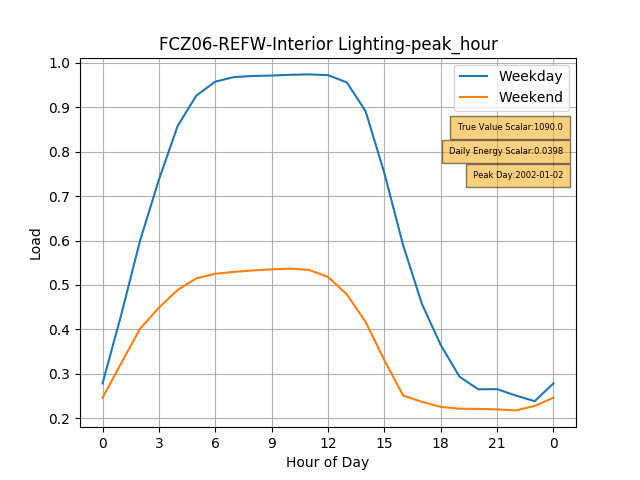 FCZ06-REFW-Interior Lighting-peak_hour
1.0
0.9
0.8
0.7
0.6
0.5
0.4
0.3
0.2
Load
Weekday
Weekend
True Value Scalar:1090.0
Daily Energy Scalar:0.0398
Peak Day:2002-01-02
0 3 6 9 12 15 18 21 0
Hour of Day